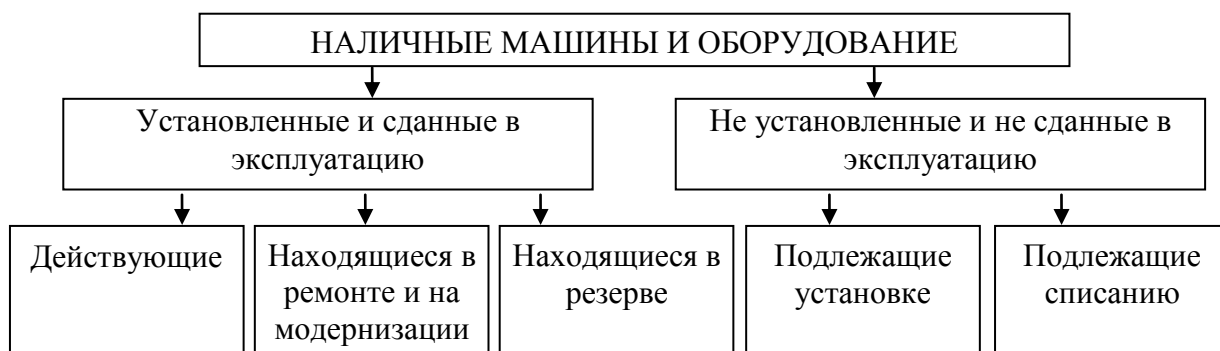 НАЛИЧНЫЕ МАШИНЫ И ОБОРУДОВАНИЕ
Установленные и сданные в
эксплуатацию
Не установленные и не сданные в
эксплуатацию
Действующие
Находящиеся в
ремонте и на
модернизации
Находящиеся в
резерве
Подлежащие
установке
Подлежащие
списанию